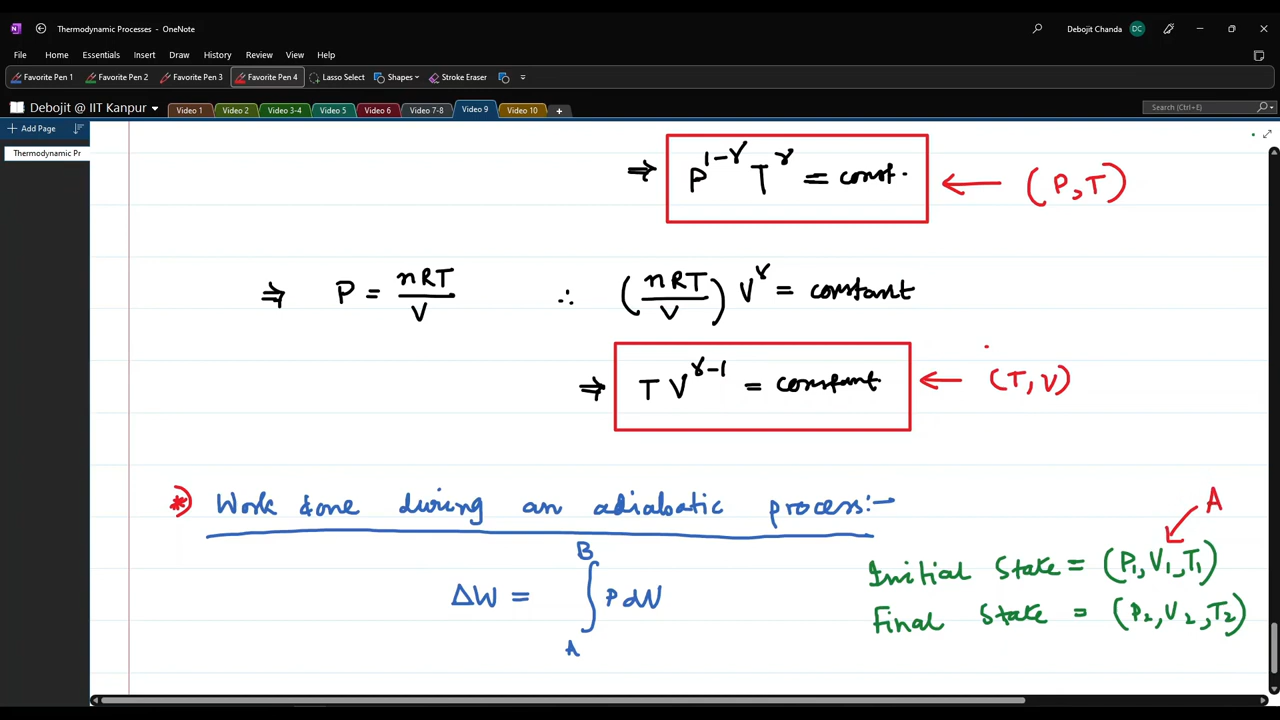 Thermodynamic Processes - OneNote
Debojit Chanda DC
File Home Essentials Insert Draw History Review View Help
Favorite Pen 1 Favorite Pen 2 Favorite Pen 3 Favorite Pen 4 Lasso Select Shapes Stroke Eraser
Debojit @ IIT Kanpur Video 1 Video 2 Video 3-4 Video 5 Video 6 Video 7-8 Video 9 Video 10 + Search (Ctrl+E)
+ Add Page
Thermodynamic Pr
⇒ P^{1-γ} T^γ = const. ← (P,T)
⇒ P = nRT/V ∴ (nRT/V) V^γ = constant
⇒ T V^{γ-1} = constant ← (T,V)
*) Work done during an adiabatic process:-
A
Initial State = (P₁,V₁,T₁)
ΔW = ∫_A^B PdV
Final State = (P₂,V₂,T₂)